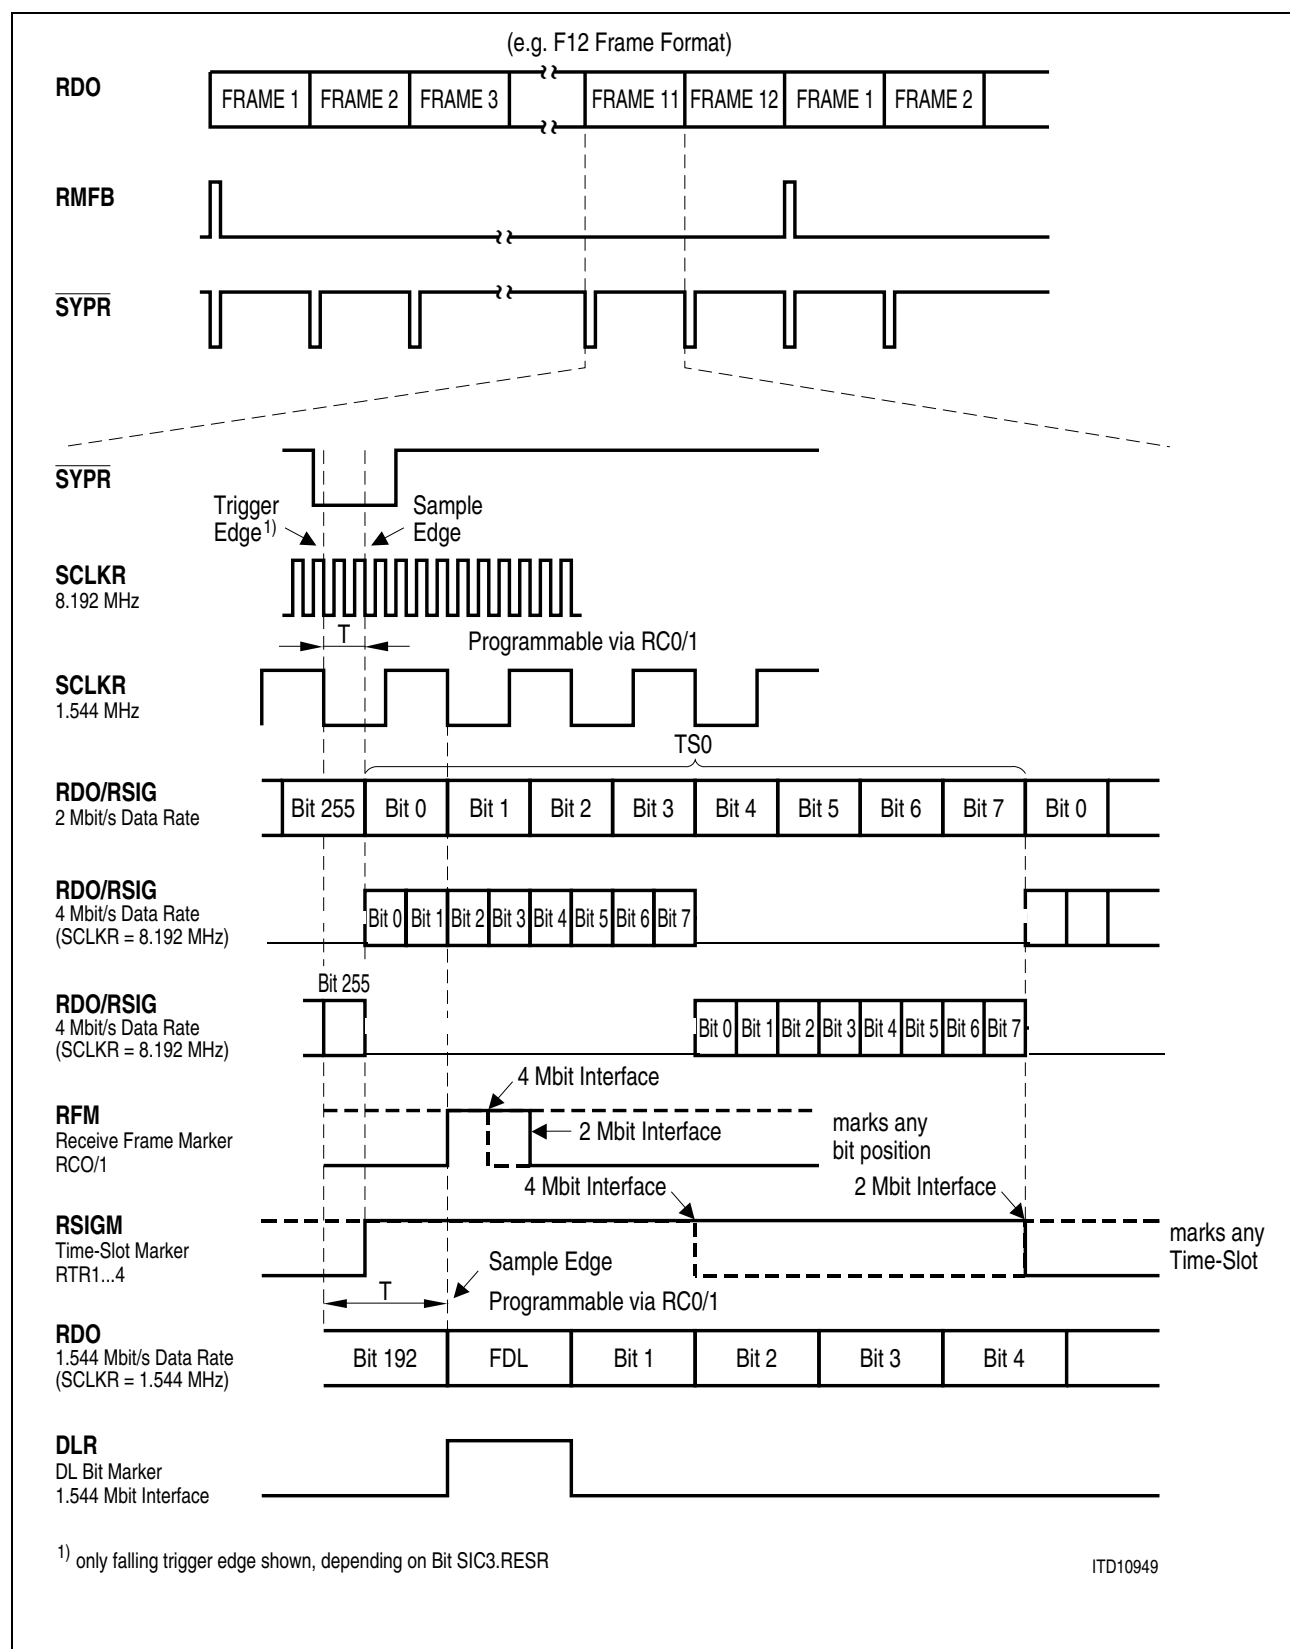 (e.g. F12 Frame Format)
RDO
FRAME 1 FRAME 2 FRAME 3 FRAME 11 FRAME 12 FRAME 1 FRAME 2
RMFB
SYPR
SYPR
Trigger
Edge1)
Sample
Edge
SCLKR
8.192 MHz
T
Programmable via RC0/1
SCLKR
1.544 MHz
TS0
RDO/RSIG
2 Mbit/s Data Rate
Bit 255 Bit 0 Bit 1 Bit 2 Bit 3 Bit 4 Bit 5 Bit 6 Bit 7 Bit 0
RDO/RSIG
4 Mbit/s Data Rate
(SCLKR = 8.192 MHz)
Bit 0 Bit 1 Bit 2 Bit 3 Bit 4 Bit 5 Bit 6 Bit 7
Bit 255
RDO/RSIG
4 Mbit/s Data Rate
(SCLKR = 8.192 MHz)
Bit 0 Bit 1 Bit 2 Bit 3 Bit 4 Bit 5 Bit 6 Bit 7
4 Mbit Interface
RFM
Receive Frame Marker
RCO/1
2 Mbit Interface
marks any
bit position
4 Mbit Interface
2 Mbit Interface
RSIGM
Time-Slot Marker
RTR1...4
marks any
Time-Slot
Sample Edge
T
Programmable via RC0/1
RDO
1.544 Mbit/s Data Rate
(SCLKR = 1.544 MHz)
Bit 192 FDL Bit 1 Bit 2 Bit 3 Bit 4
DLR
DL Bit Marker
1.544 Mbit Interface
1) only falling trigger edge shown, depending on Bit SIC3.RESR
ITD10949